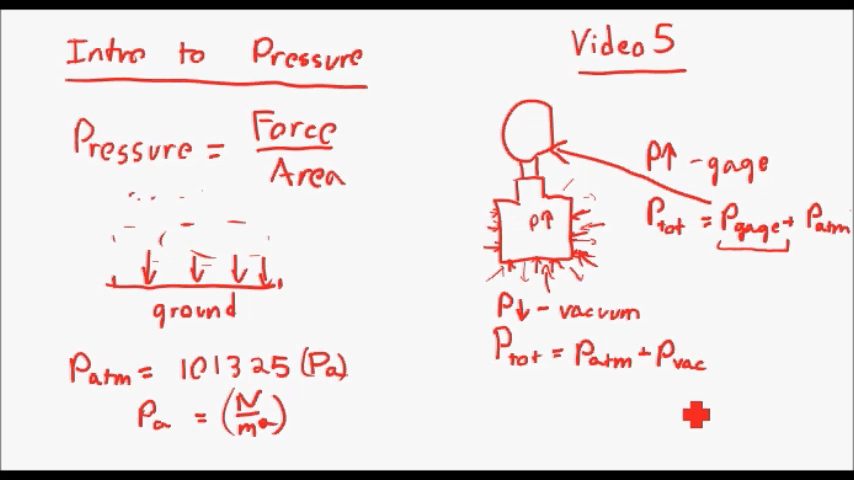 Intro to Pressure
Pressure = Force
Area
ground
Patm = 101325 (Pa)
Pa = (N
m²)
Video 5
P↑ - gage
Ptot = Pgage + Patm
P↑
P↓ - vacuum
Ptot = Patm + Pvac